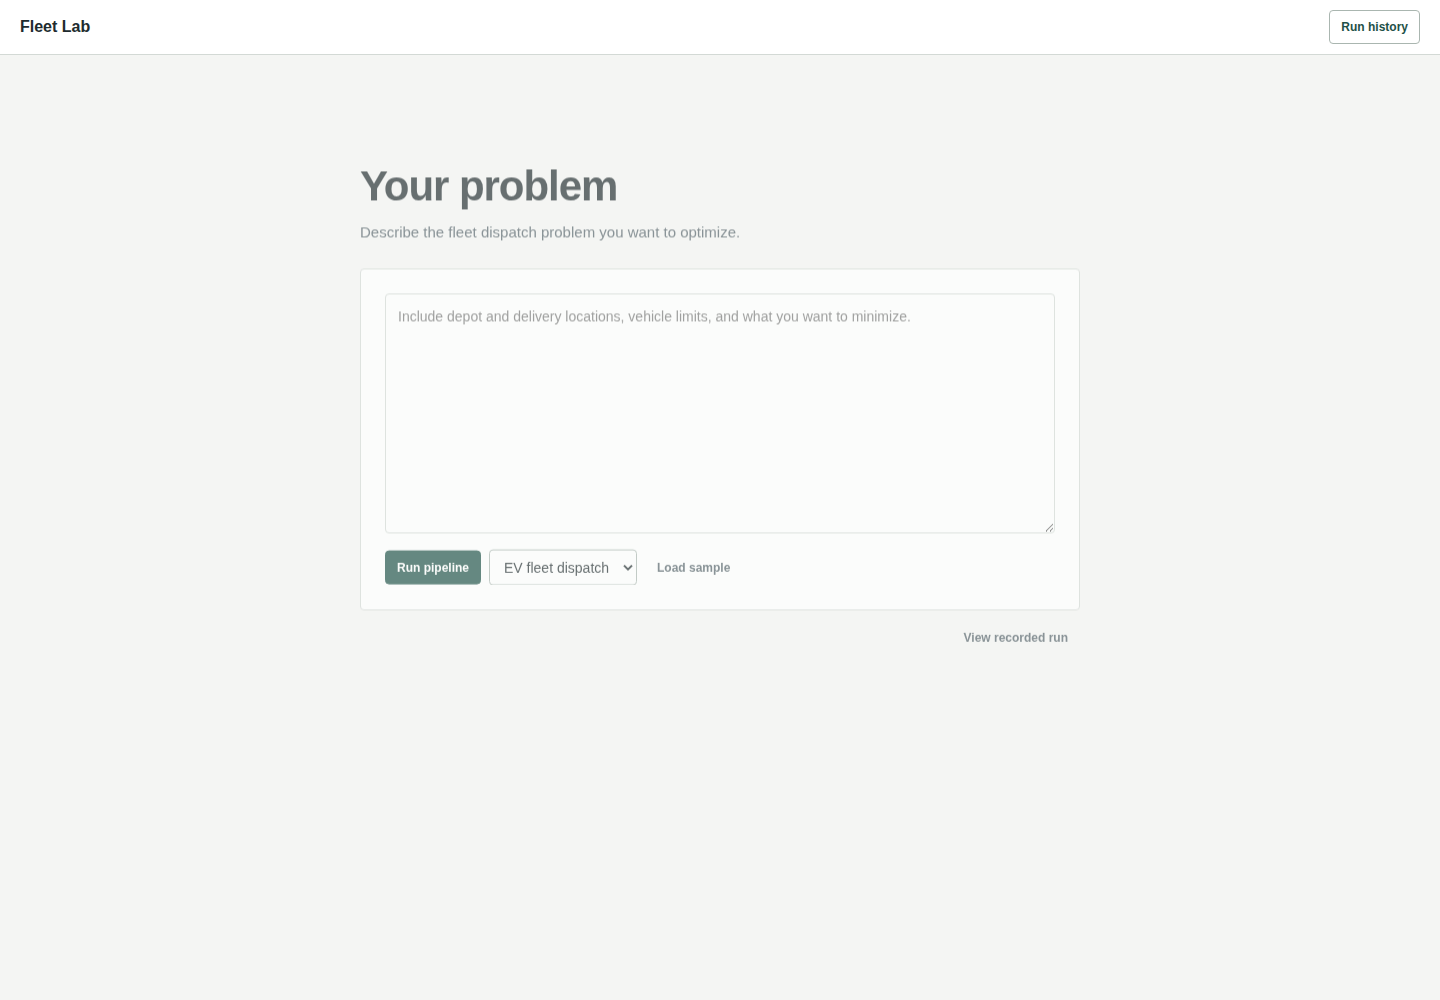 Fleet Lab
Run history
Your problem
Describe the fleet dispatch problem you want to optimize.
Include depot and delivery locations, vehicle limits, and what you want to minimize.
Run pipeline
EV fleet dispatch
Load sample
View recorded run